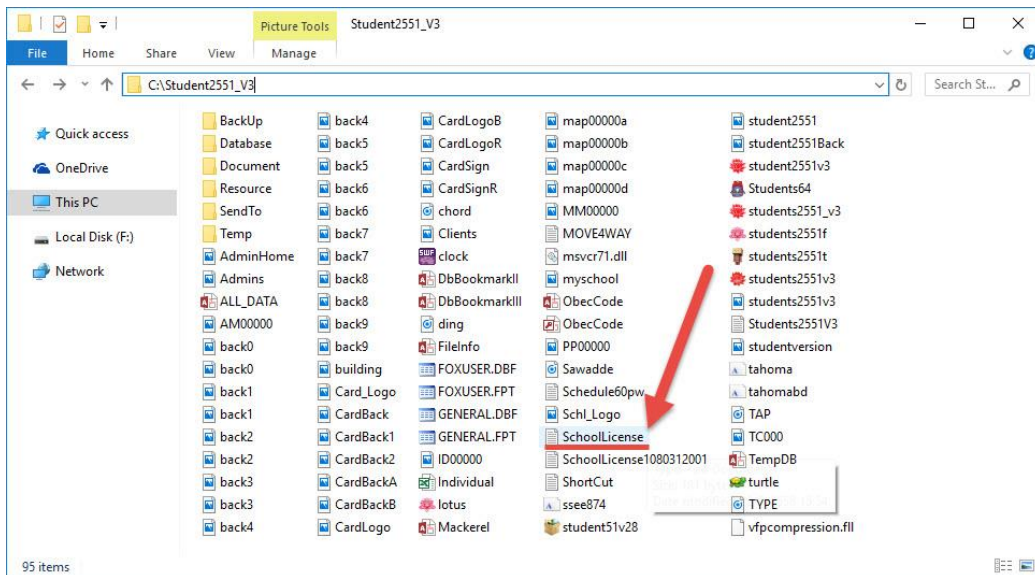 Picture Tools
Student2551_V3
File
Home
Share
View
Manage
C:\Student2551_V3
Search St...
Quick access
OneDrive
This PC
Local Disk (F:)
Network
BackUp
Database
Document
Resource
SendTo
Temp
AdminHome
Admins
ALL_DATA
AM00000
back0
back0
back1
back1
back2
back2
back3
back3
back4
back4
back5
back5
back6
back6
back7
back7
back8
back8
back9
back9
building
Card_Logo
CardBack
CardBack1
CardBack2
CardBackA
CardBackB
CardLogo
CardLogoB
CardLogoR
CardSign
CardSignR
chord
Clients
clock
DbBookmarkII
DbBookmarkIII
ding
FileInfo
FOXUSER.DBF
FOXUSER.FPT
GENERAL.DBF
GENERAL.FPT
ID00000
Individual
lotus
Mackerel
map00000a
map00000b
map00000c
map00000d
MM00000
MOVE4WAY
msvcr71.dll
myschool
ObecCode
ObecCode
PP00000
Sawadde
Schedule60pw
Schl_Logo
SchoolLicense
SchoolLicense1080312001
ShortCut
ssee874
student51v28
student2551
student2551Back
student2551v3
Students64
students2551_v3
students2551f
students2551t
students2551v3
students2551v3
Students2551V3
studentversion
tahoma
tahomabd
TAP
TC000
TempDB
turtle
TYPE
vfpcompression.fll
95 items